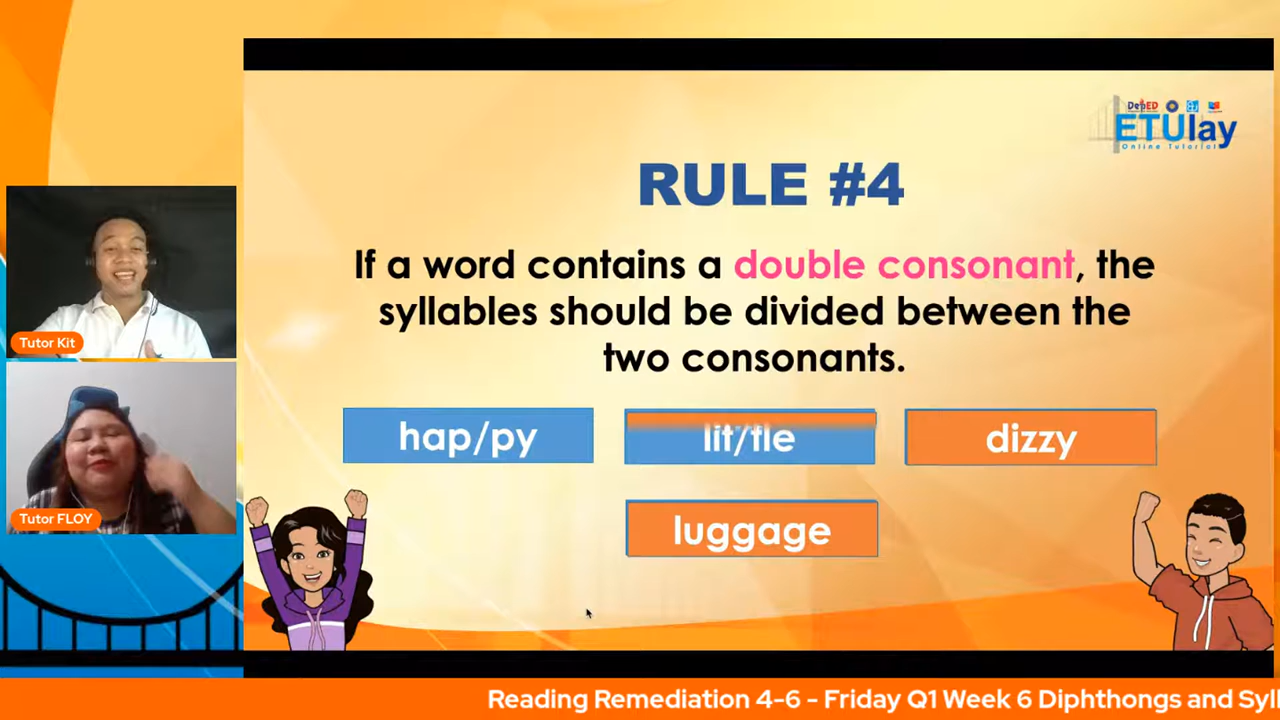 DepED
ETUlay
Online Tutorial
RULE #4
If a word contains a double consonant, the
syllables should be divided between the
two consonants.
hap/py
lit/tle
dizzy
luggage
Tutor Kit
Tutor FLOY
Reading Remediation 4-6 - Friday Q1 Week 6 Diphthongs and Syl